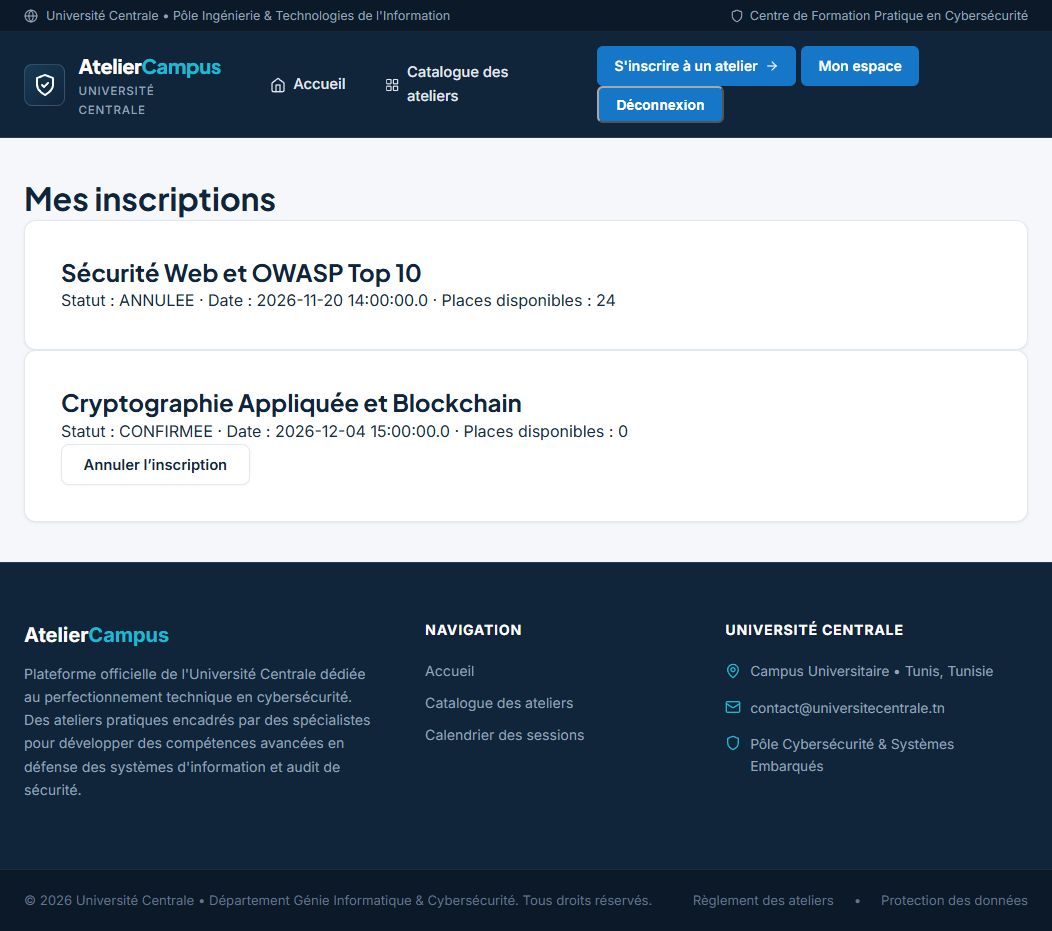 Université Centrale • Pôle Ingénierie & Technologies de l'Information
Centre de Formation Pratique en Cybersécurité
AtelierCampus
UNIVERSITÉ
CENTRALE
Accueil
Catalogue des
ateliers
S'inscrire à un atelier →
Mon espace
Déconnexion
Mes inscriptions
Sécurité Web et OWASP Top 10
Statut : ANNULEE · Date : 2026-11-20 14:00:00.0 · Places disponibles : 24
Cryptographie Appliquée et Blockchain
Statut : CONFIRMEE · Date : 2026-12-04 15:00:00.0 · Places disponibles : 0
Annuler l’inscription
AtelierCampus
Plateforme officielle de l'Université Centrale dédiée
au perfectionnement technique en cybersécurité.
Des ateliers pratiques encadrés par des spécialistes
pour développer des compétences avancées en
défense des systèmes d'information et audit de
sécurité.
NAVIGATION
Accueil
Catalogue des ateliers
Calendrier des sessions
UNIVERSITÉ CENTRALE
Campus Universitaire • Tunis, Tunisie
contact@universitecentrale.tn
Pôle Cybersécurité & Systèmes
Embarqués
© 2026 Université Centrale • Département Génie Informatique & Cybersécurité. Tous droits réservés.
Règlement des ateliers • Protection des données